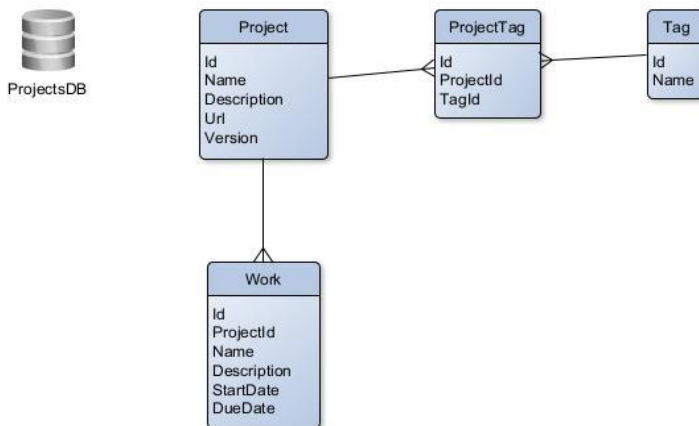 ProjectsDB
Project
Id
Name
Description
Url
Version
ProjectTag
Id
ProjectId
TagId
Tag
Id
Name
Work
Id
ProjectId
Name
Description
StartDate
DueDate